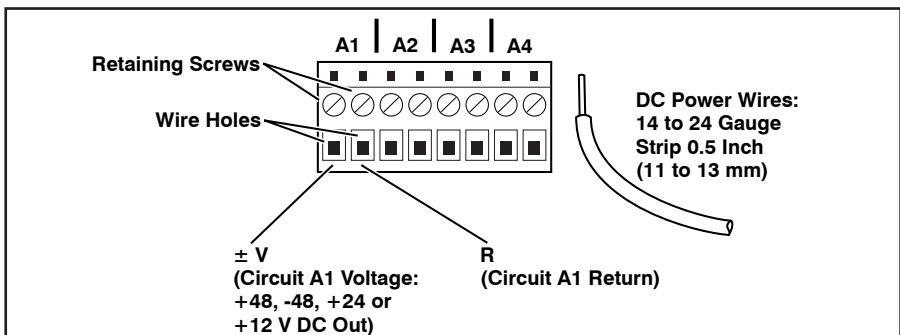 A1 A2 A3 A4
Retaining Screws
Wire Holes
DC Power Wires:
14 to 24 Gauge
Strip 0.5 Inch
(11 to 13 mm)
± V
(Circuit A1 Voltage:
+48, -48, +24 or
+12 V DC Out)
R
(Circuit A1 Return)